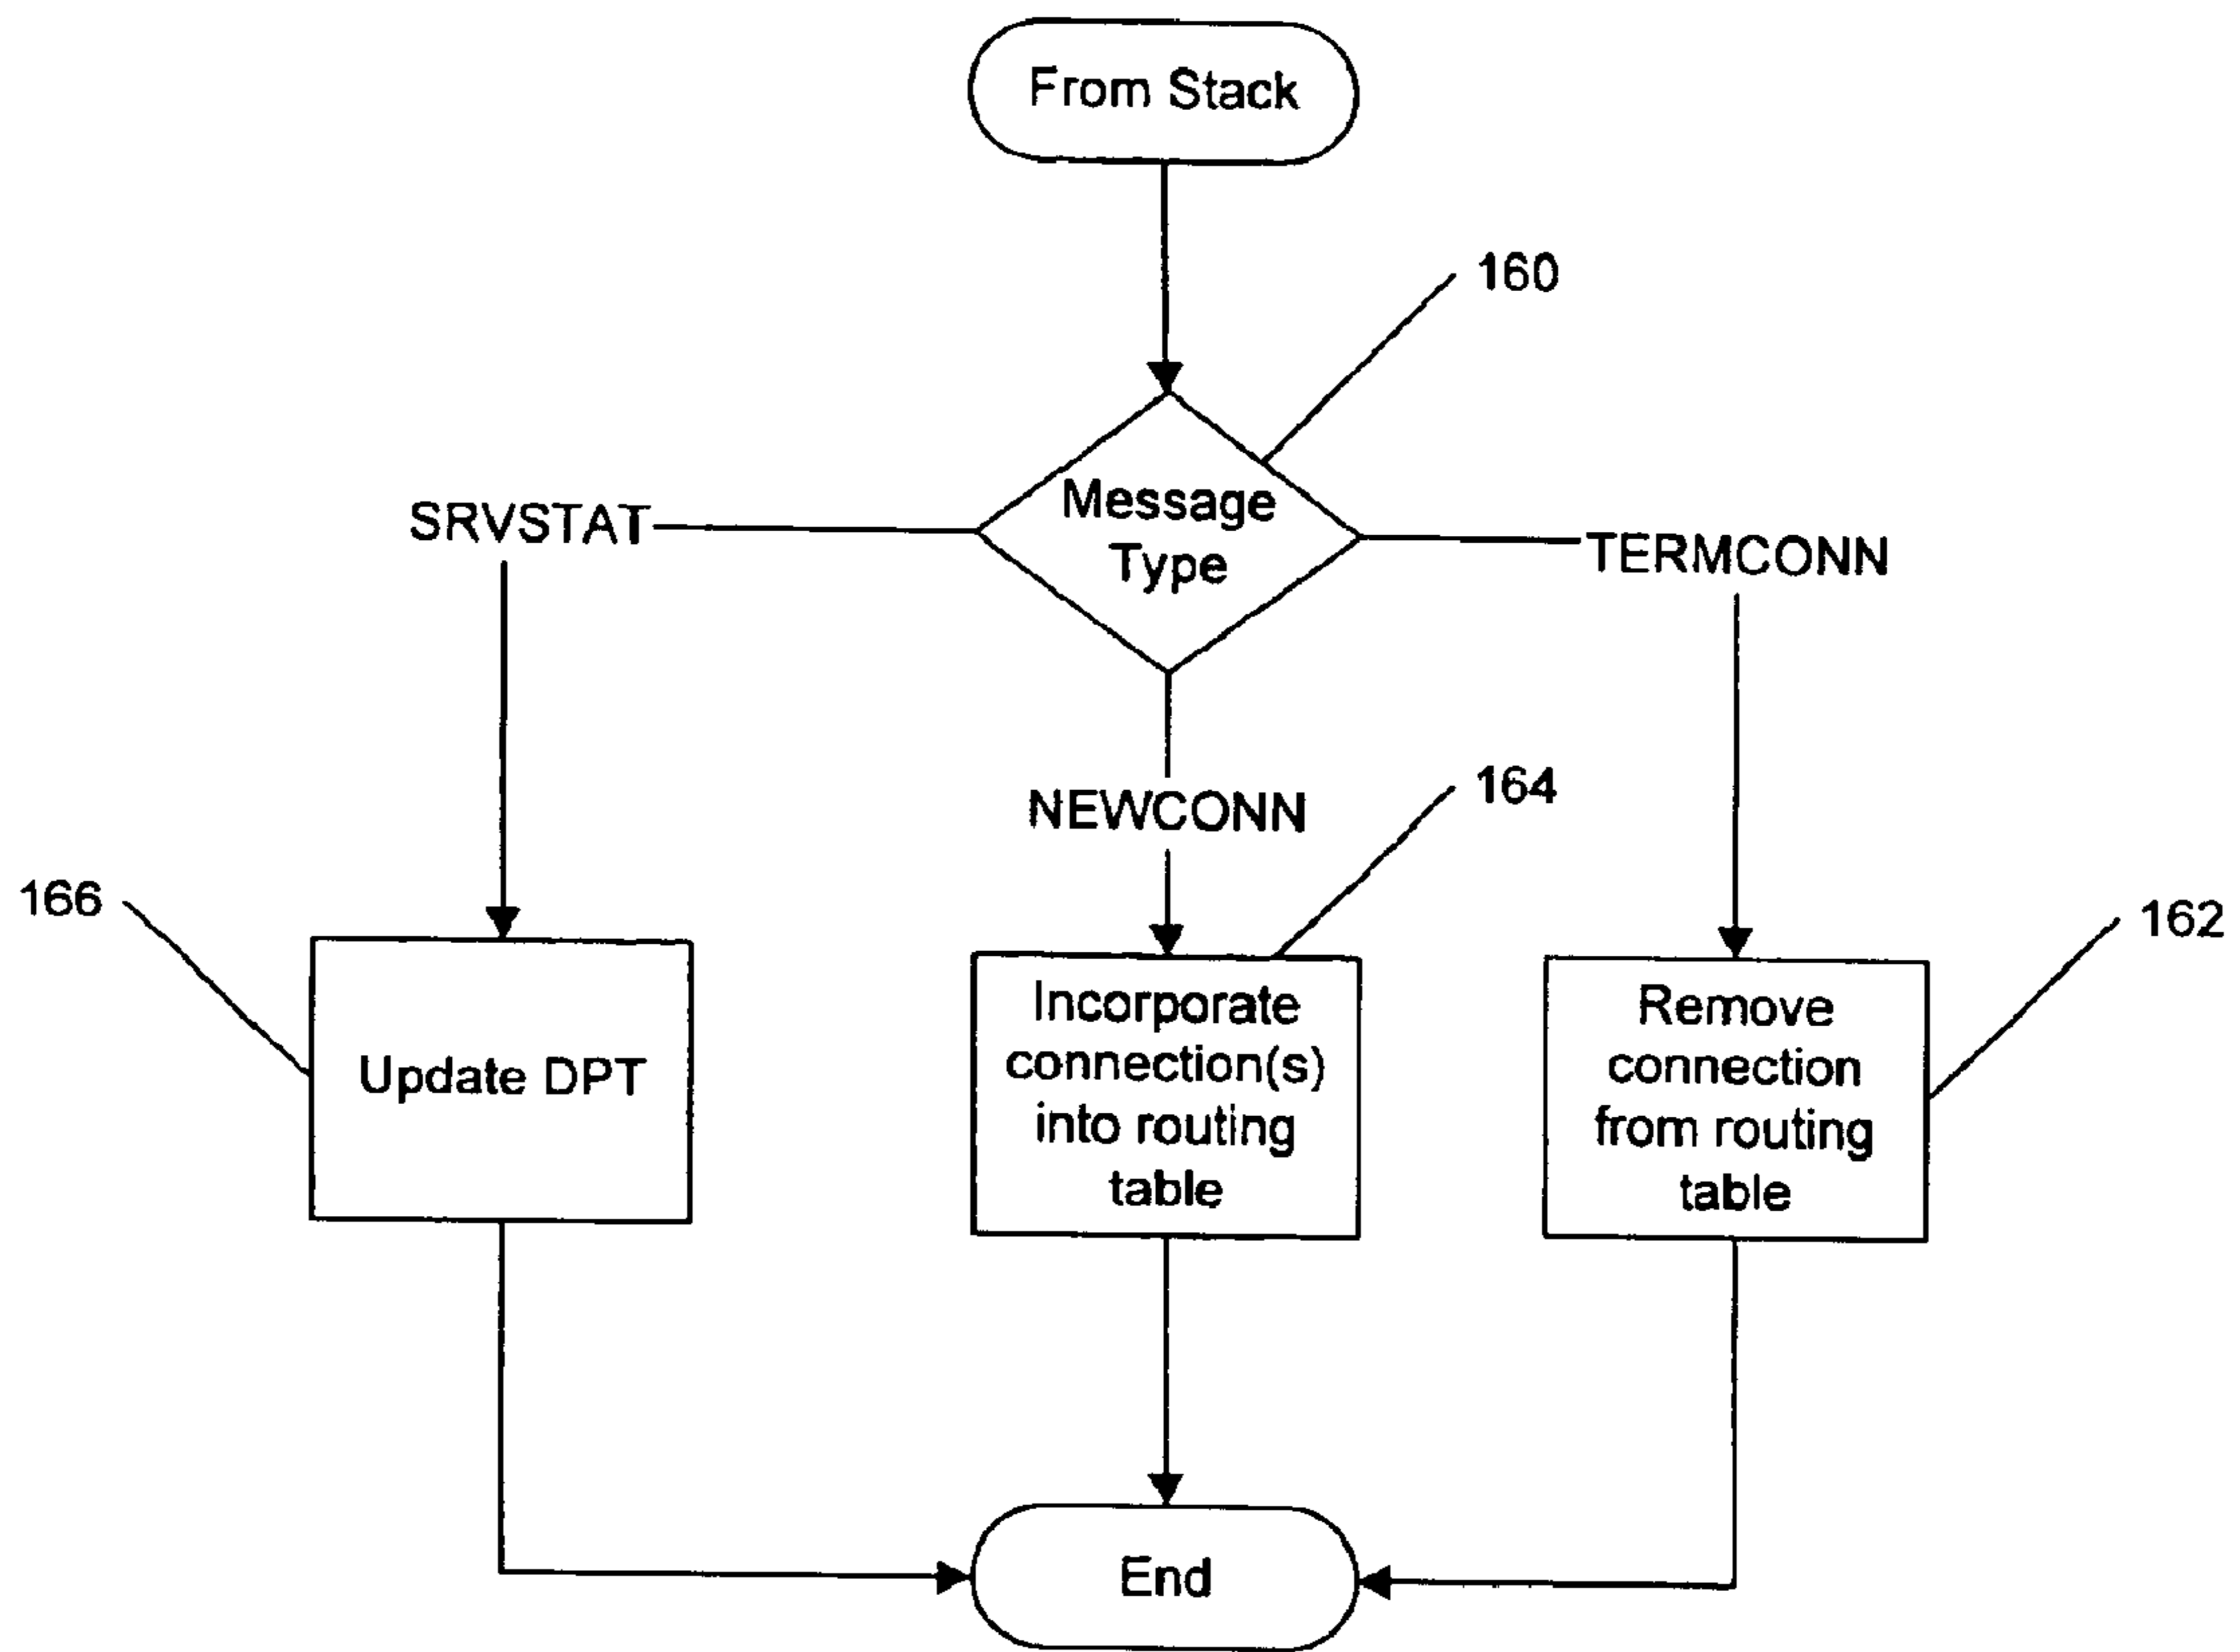 From Stack
160
Message
Type
SRVSTAT
TERMCONN
NEWCONN
164
166
162
Update DPT
Incorporate
connection(s)
into routing
table
Remove
connection
from routing
table
End